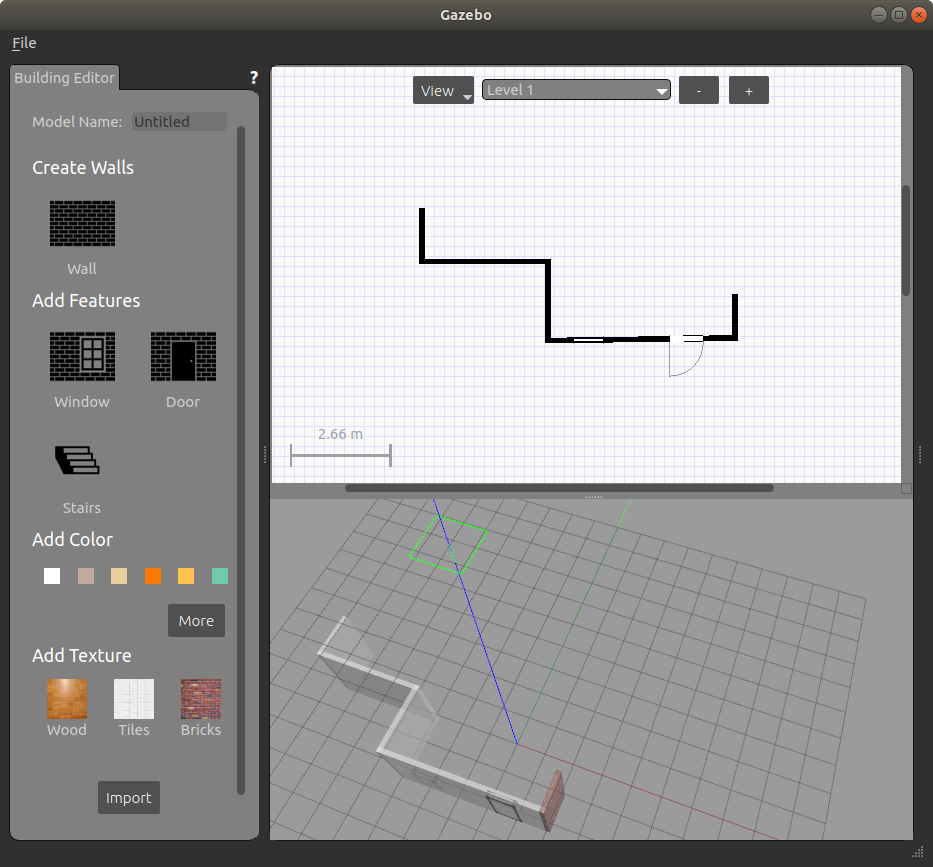 Gazebo
File
Building Editor
?
Model Name: Untitled
Create Walls
Wall
Add Features
Window Door
Stairs
Add Color
More
Add Texture
Wood Tiles Bricks
Import
View Level 1 - +
2.66 m